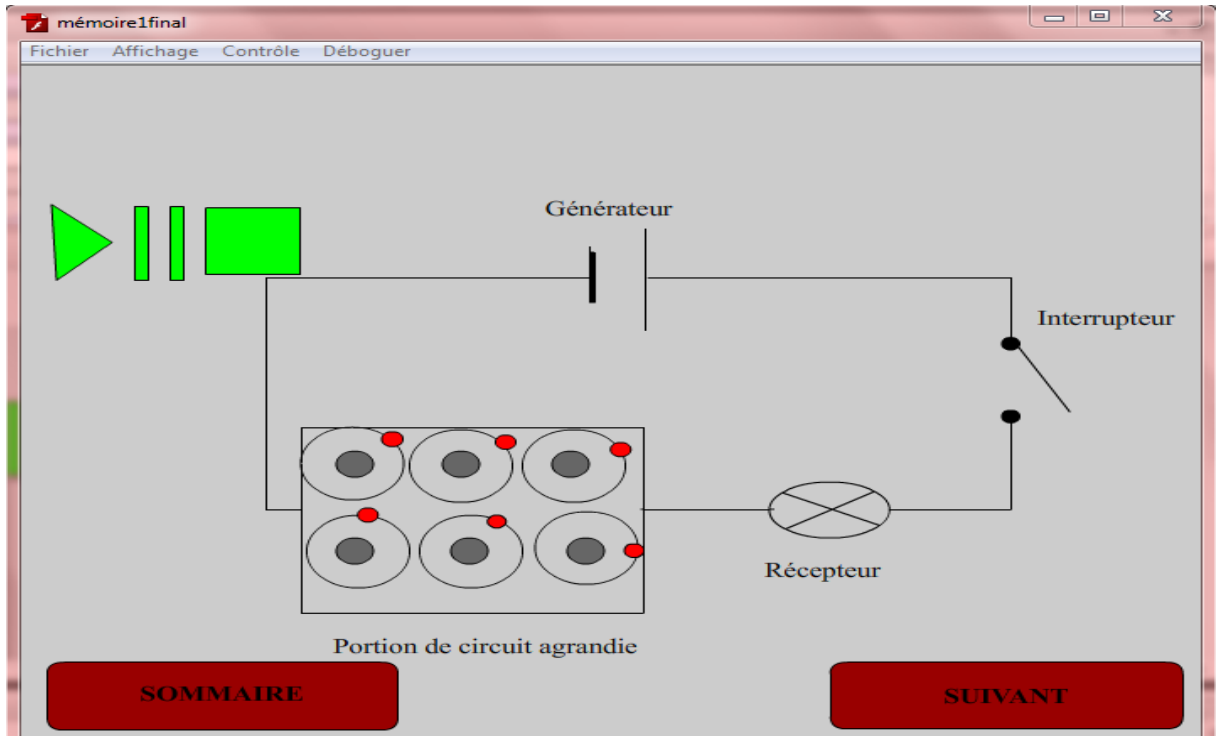 mémoire1final
Fichier Affichage Contrôle Déboguer
Générateur
Interrupteur
Récepteur
Portion de circuit agrandie
SOMMAIRE
SUIVANT